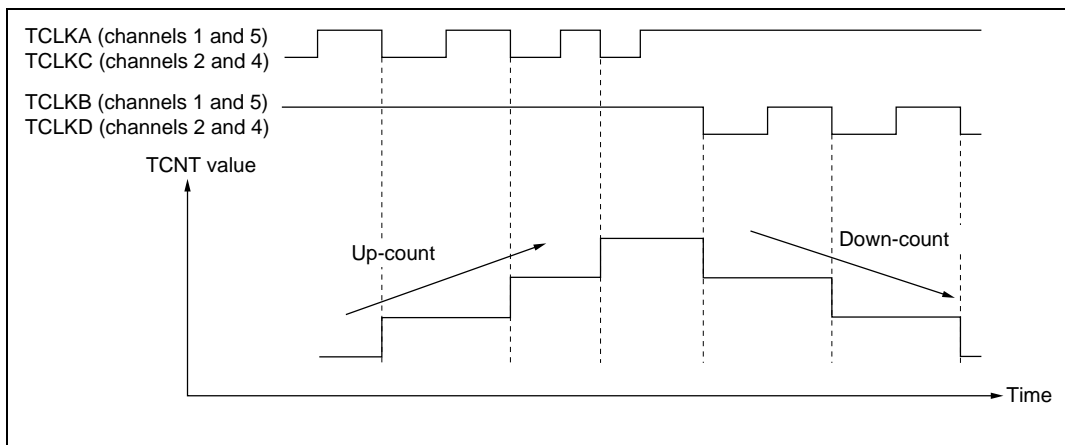 TCLKA (channels 1 and 5)
TCLKC (channels 2 and 4)
TCLKB (channels 1 and 5)
TCLKD (channels 2 and 4)
TCNT value
Up-count
Down-count
Time